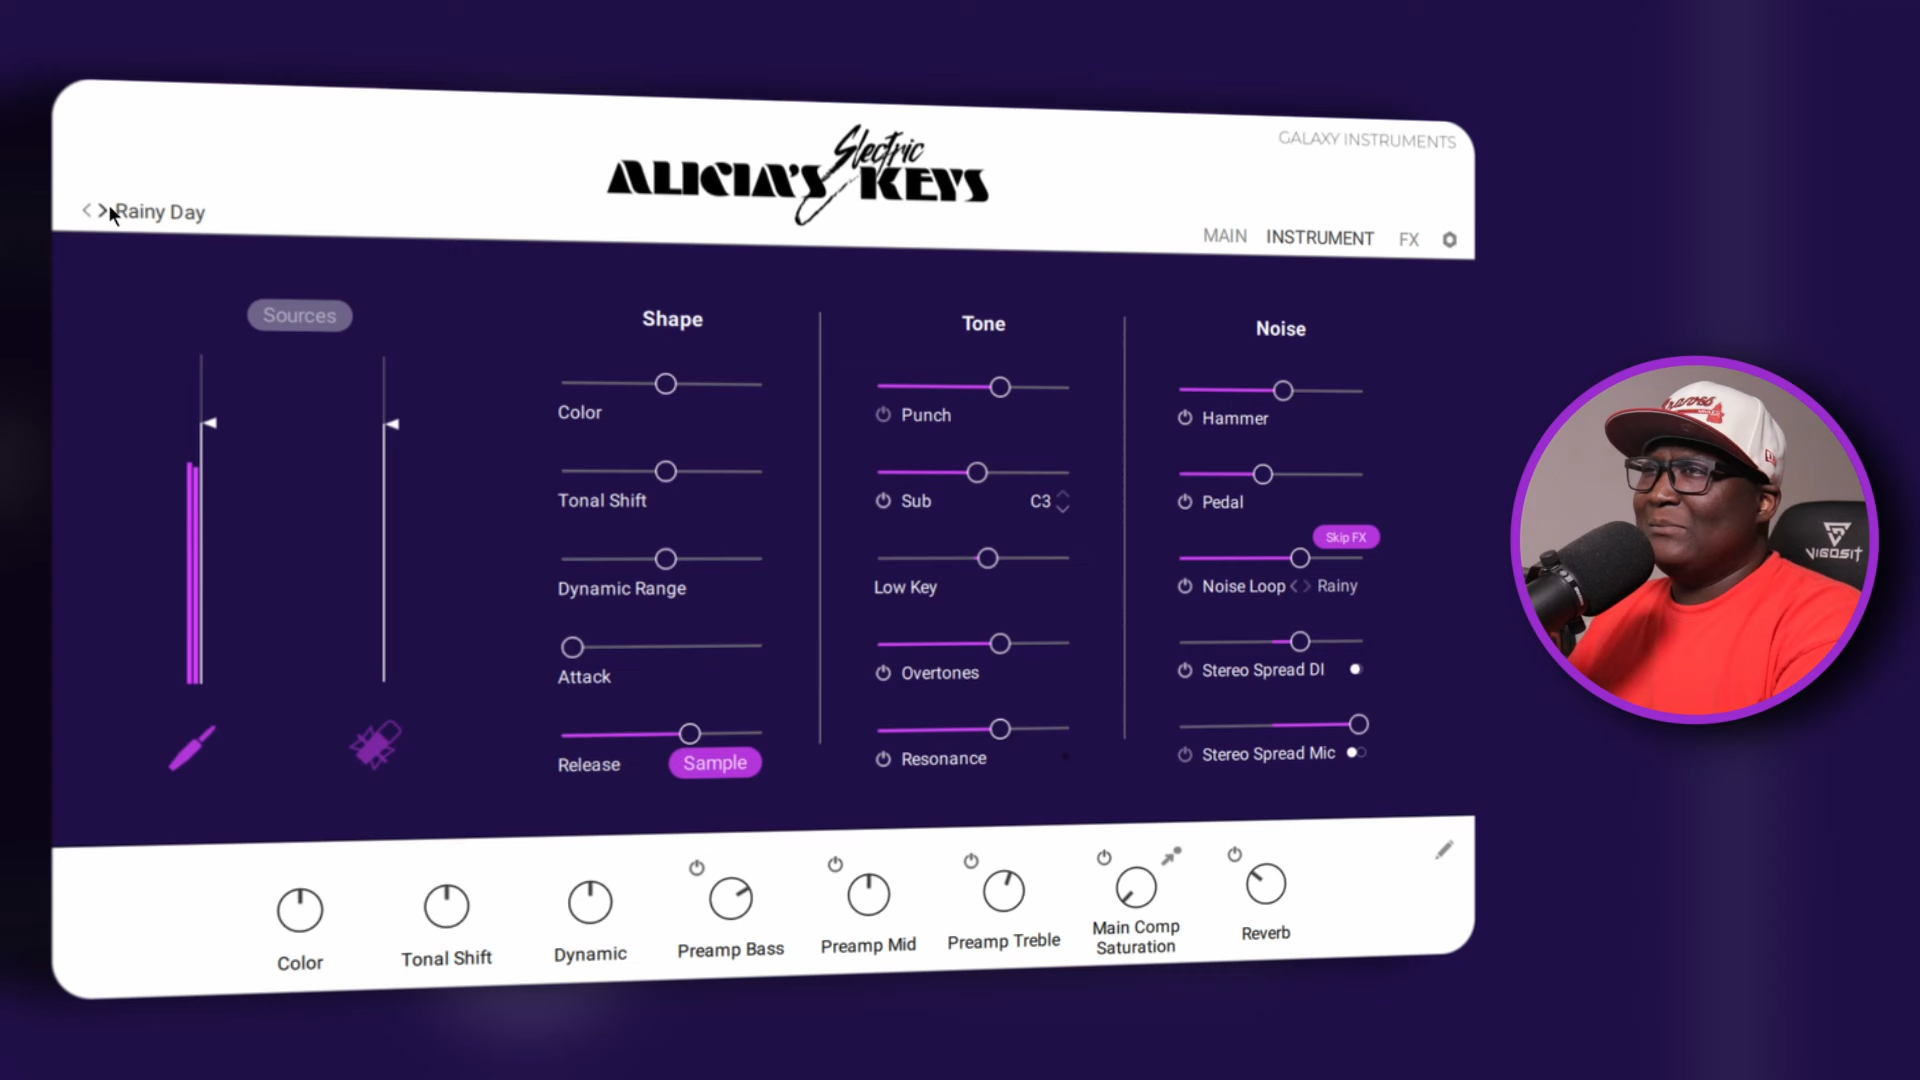 GALAXY INSTRUMENTS
Electric
ALICIA'S KEYS
< > Rainy Day
MAIN INSTRUMENT FX
Sources
Shape
Color
Tonal Shift
Dynamic Range
Attack
Release Sample
Tone
Punch
Sub C3
Low Key
Overtones
Resonance
Noise
Hammer
Pedal
Skip FX
Noise Loop < > Rainy
Stereo Spread DI
Stereo Spread Mic
Braves
VIGOSIT
Color
Tonal Shift
Dynamic
Preamp Bass
Preamp Mid
Preamp Treble
Main Comp
Saturation
Reverb